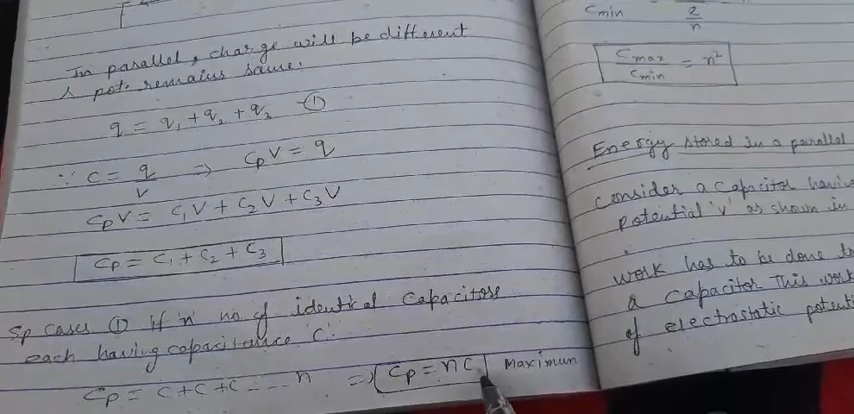 In parallel, charge will be different
& pot. remains same.
q = q₁ + q₂ + q₃ ①
∵ C = q/V ⇒ CpV = q
CpV = C₁V + C₂V + C₃V
Cp = C₁ + C₂ + C₃
Sp cases ① if 'n' no of identical capacitors
each having capacitance 'C'.
Cp = C + C + C - - - - n ⇒ Cp = nC Maximum
Cmin
2/n
Cmax/Cmin = n²
Energy stored in a parallel
Consider a capacitor havin
potential 'V' as shown in
work has to be done t
a capacitor This work
of electrostatic potenti